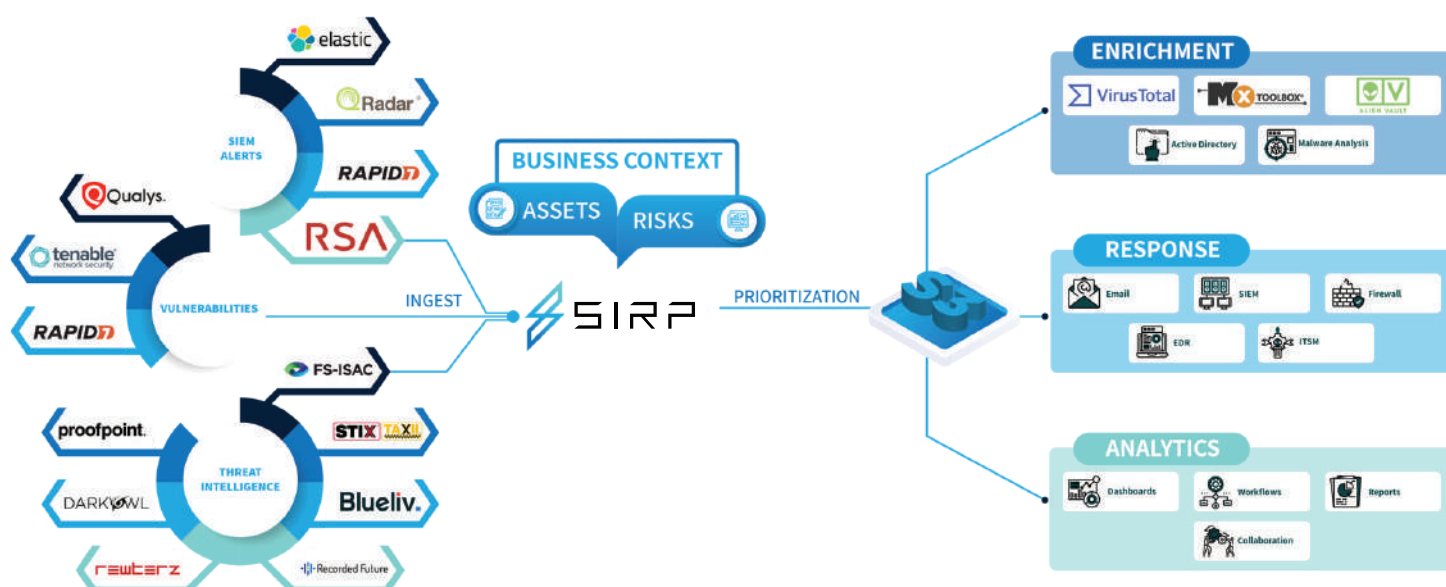 elastic
QRadar
SIEM
ALERTS
RAPID7
RSA
Qualys.
tenable
network security
VULNERABILITIES
RAPID7
FS-ISAC
proofpoint.
STIX TAXII
THREAT
INTELLIGENCE
DARKOWL
Blueliv.
rewterz
Recorded Future
INGEST
BUSINESS CONTEXT
ASSETS
RISKS
SIRP
PRIORITIZATION
S3
ENRICHMENT
VirusTotal
MX TOOLBOX
ALIEN VAULT
Active Directory
Malware Analysis
RESPONSE
Email
SIEM
Firewall
EDR
ITSM
ANALYTICS
Dashboards
Workflows
Reports
Collaboration